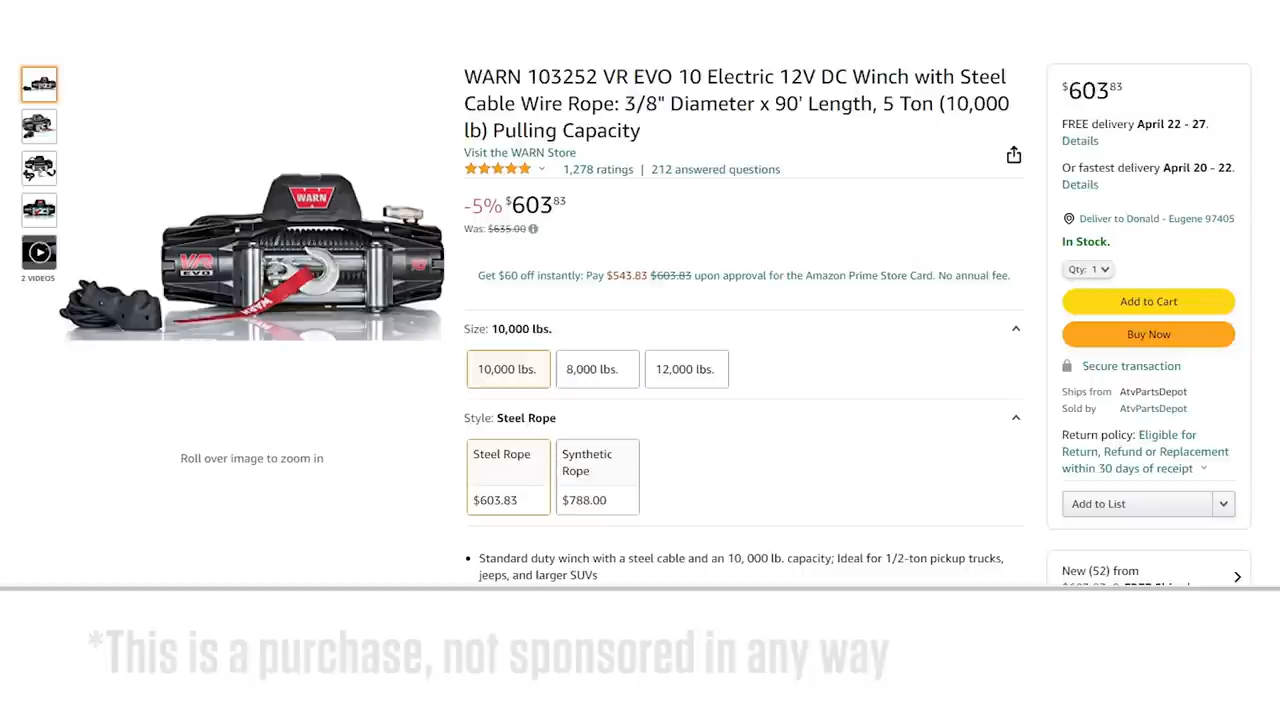 WARN 103252 VR EVO 10 Electric 12V DC Winch with Steel
Cable Wire Rope: 3/8" Diameter x 90' Length, 5 Ton (10,000
lb) Pulling Capacity
Visit the WARN Store
1,278 ratings | 212 answered questions
-5% $603 83
Was: $635.00
Get $60 off instantly: Pay $543.83 $603.83 upon approval for the Amazon Prime Store Card. No annual fee.
Size: 10,000 lbs.
10,000 lbs. 8,000 lbs. 12,000 lbs.
Style: Steel Rope
Steel Rope
$603.83
Synthetic
Rope
$788.00
• Standard duty winch with a steel cable and an 10, 000 lb. capacity; Ideal for 1/2-ton pickup trucks,
jeeps, and larger SUVs
2 VIDEOS
WARN
VR
EVO
10
WARN
Roll over image to zoom in
$603 83
FREE delivery April 22 - 27.
Details
Or fastest delivery April 20 - 22.
Details
Deliver to Donald - Eugene 97405
In Stock.
Qty: 1
Add to Cart
Buy Now
Secure transaction
Ships from AtvPartsDepot
Sold by AtvPartsDepot
Return policy: Eligible for
Return, Refund or Replacement
within 30 days of receipt
Add to List
New (52) from
*This is a purchase, not sponsored in any way